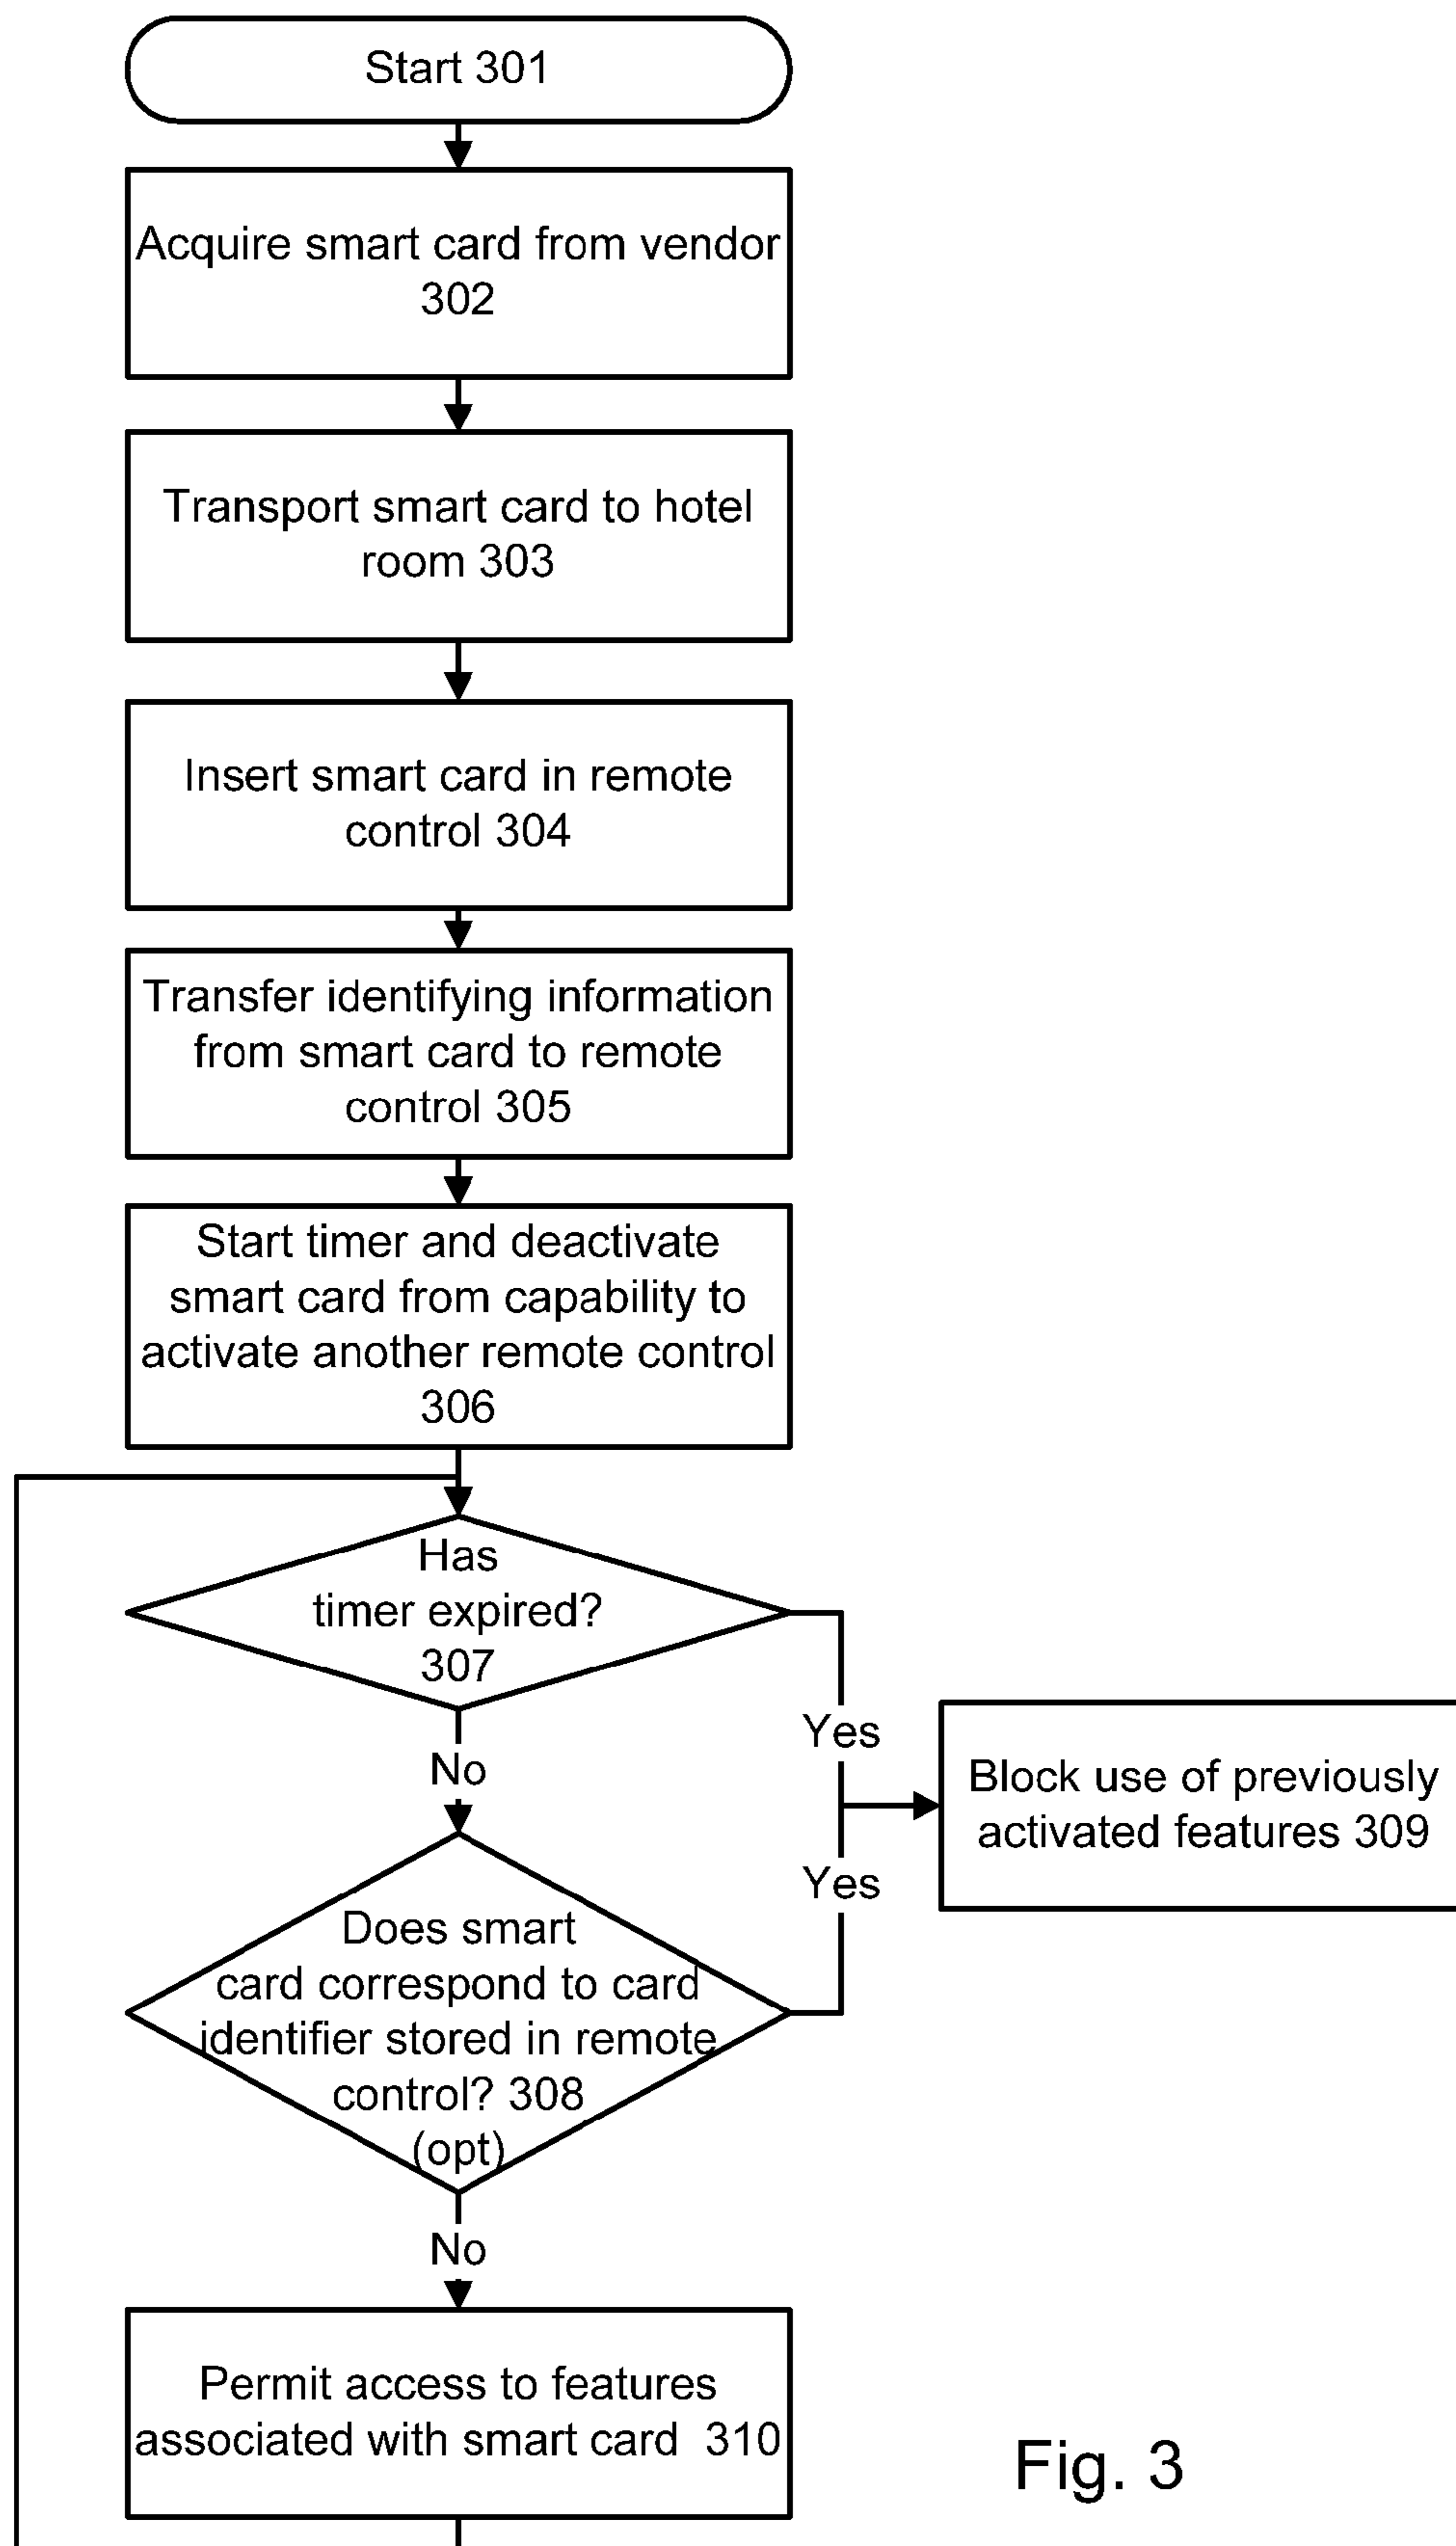 Start 301
Acquire smart card from vendor
302
Transport smart card to hotel
room 303
Insert smart card in remote
control 304
Transfer identifying information
from smart card to remote
control 305
Start timer and deactivate
smart card from capability to
activate another remote control
306
Has
timer expired?
307
Yes
No
Block use of previously
activated features 309
Yes
Does smart
card correspond to card
identifier stored in remote
control? 308
(opt)
No
Permit access to features
associated with smart card 310
Fig. 3